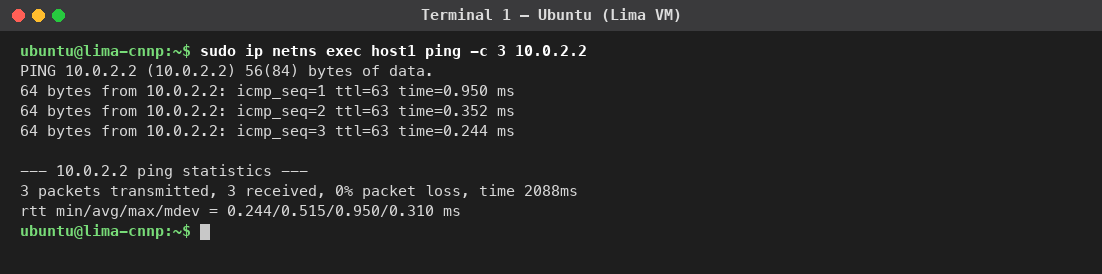 Terminal 1 — Ubuntu (Lima VM)
ubuntu@lima-cnnp:~$ sudo ip netns exec host1 ping -c 3 10.0.2.2
PING 10.0.2.2 (10.0.2.2) 56(84) bytes of data.
64 bytes from 10.0.2.2: icmp_seq=1 ttl=63 time=0.950 ms
64 bytes from 10.0.2.2: icmp_seq=2 ttl=63 time=0.352 ms
64 bytes from 10.0.2.2: icmp_seq=3 ttl=63 time=0.244 ms
--- 10.0.2.2 ping statistics ---
3 packets transmitted, 3 received, 0% packet loss, time 2088ms
rtt min/avg/max/mdev = 0.244/0.515/0.950/0.310 ms
ubuntu@lima-cnnp:~$